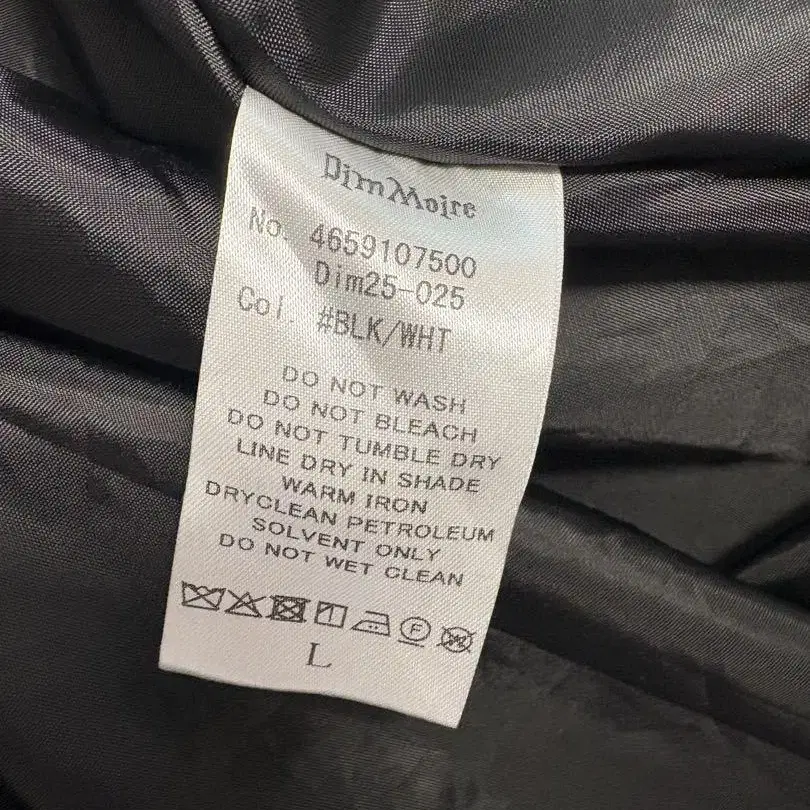 DimMoire
No. 4659107500
Dim25-025
Col. #BLK/WHT
DO NOT WASH
DO NOT BLEACH
DO NOT TUMBLE DRY
LINE DRY IN SHADE
WARM IRON
DRYCLEAN PETROLEUM
SOLVENT ONLY
DO NOT WET CLEAN
F W
L